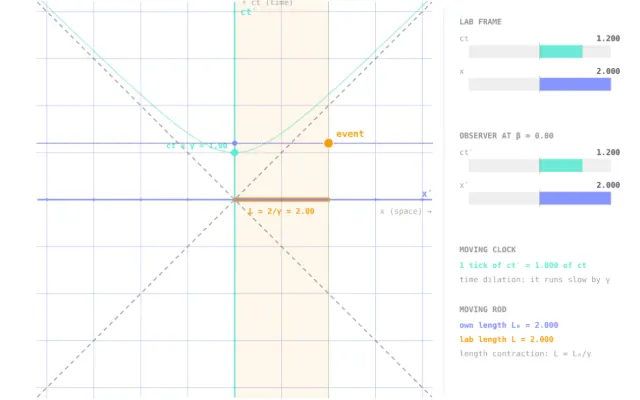 ct (time)
ct′
ct = γ = 1.00
event
x′
L = 2/γ = 2.00
x (space) →
LAB FRAME
ct 1.200
x 2.000
OBSERVER AT β = 0.00
ct′ 1.200
x′ 2.000
MOVING CLOCK
1 tick of ct′ = 1.000 of ct
time dilation: it runs slow by γ
MOVING ROD
own length L₀ = 2.000
lab length L = 2.000
length contraction: L = L₀/γ